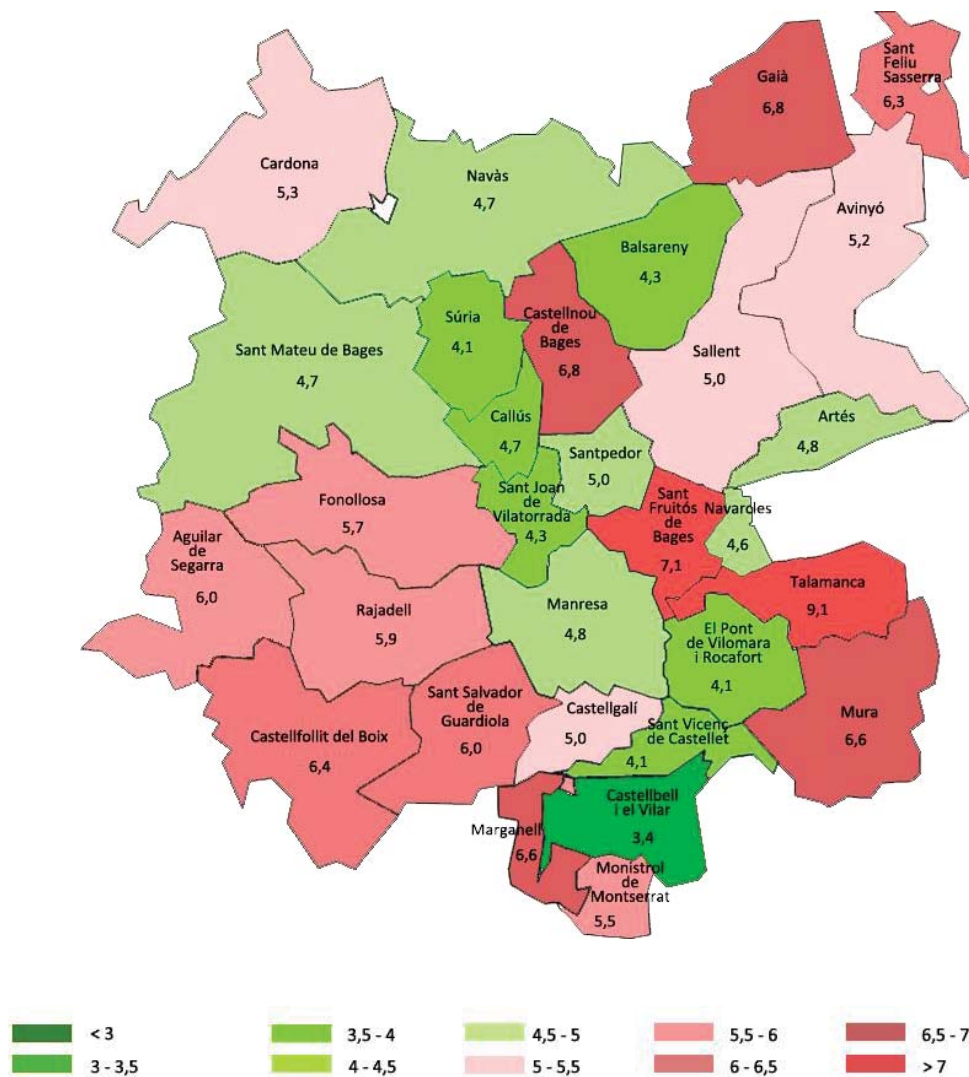 Sant
Feliu
Sasserra
6,3
Gaià
6,8
Cardona
5,3
Navàs
4,7
Avinyó
5,2
Balsareny
4,3
Súria
4,1
Castellnou
de
Bages
6,8
Sant Mateu de Bages
4,7
Sallent
5,0
Callús
4,7
Artés
4,8
Santpedor
5,0
Fonollosa
5,7
Sant Joan
de
Vilatorrada
4,3
Sant
Fruitós
de
Bages
7,1
Navarcles
4,6
Aguilar
de
Segarra
6,0
Rajadell
5,9
Manresa
4,8
Talamanca
9,1
El Pont
de Vilomara
i Rocafort
4,1
Sant Salvador
de
Guardiola
6,0
Castellgalí
5,0
Sant Vicenç
de Castellet
4,1
Mura
6,6
Castellfollit del Boix
6,4
Castellbell
i el Vilar
3,4
Marganell
6,6
Monistrol
de
Montserrat
5,5
< 3
3,5 - 4
4,5 - 5
5,5 - 6
6,5 - 7
3 - 3,5
4 - 4,5
5 - 5,5
6 - 6,5
> 7